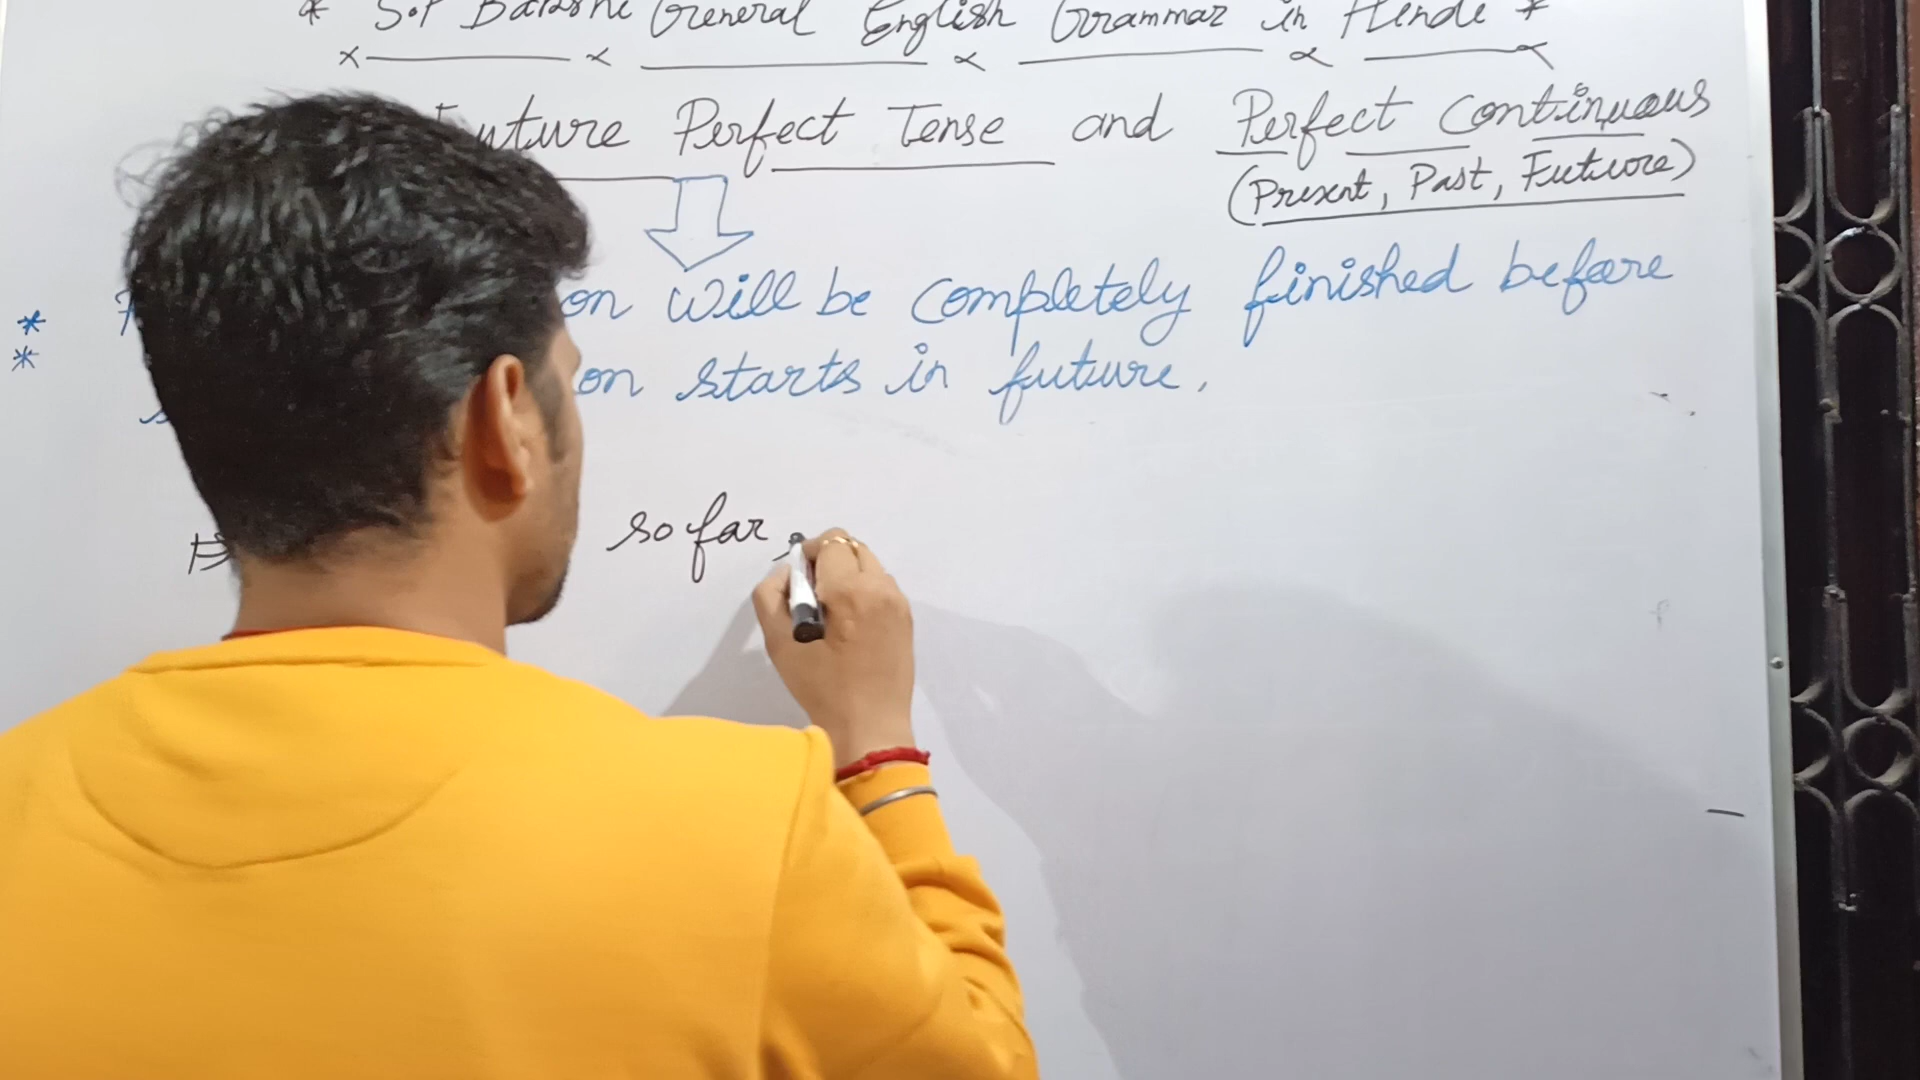 * S.P Bakshi General English Grammar in Hindi *
Future Perfect Tense and Perfect Continuous
(Present, Past, Future)
* on will be completely finished before
* on starts in future.
so far,